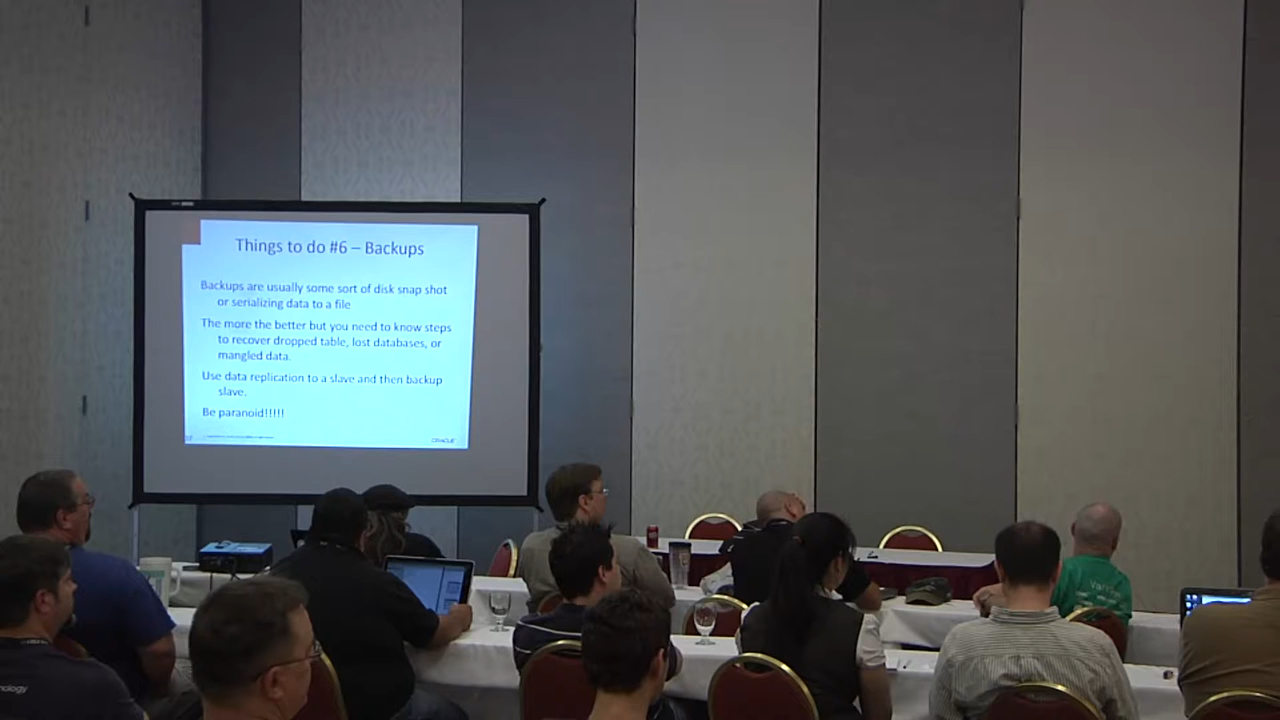 Things to do #6 – Backups
Backups are usually some sort of disk snap shot
or serializing data to a file
The more the better but you need to know steps
to recover dropped table, lost databases, or
mangled data.
Use data replication to a slave and then backup
slave.
Be paranoid!!!!!
ORACLE
nology